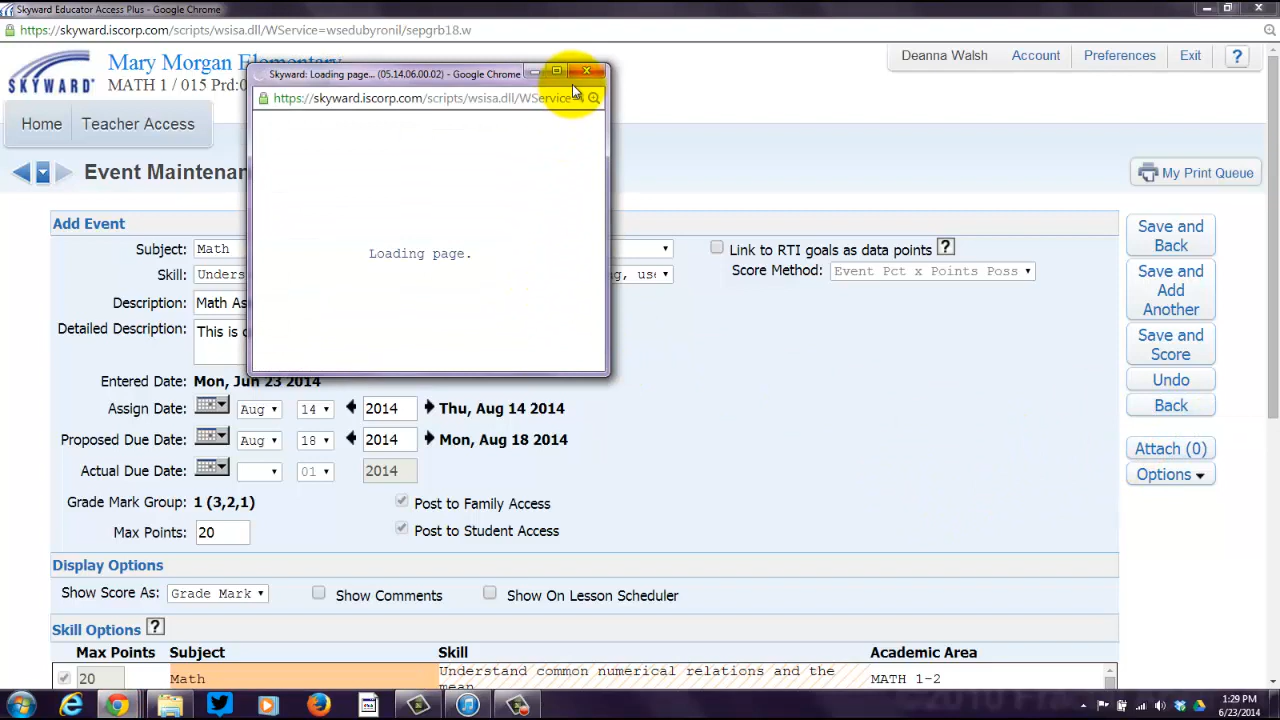 Skyward Educator Access Plus - Google Chrome
https://skyward.iscorp.com/scripts/wsisa.dll/WService=wsedubyronil/sepgrb18.w
SKYWARD
Mary Morgan Elementary
Mary Morgan / 015 Prd:0
Deanna Walsh Account Preferences Exit ?
Home Teacher Access
Event Maintenan
My Print Queue
Skyward: Loading page... (05.14.06.00.02) - Google Chrome
https://skyward.iscorp.com/scripts/wsisa.dll/WService=
Loading page.
Add Event
Subject: Math
Link to RTI goals as data points ?
Skill: Unders
g, us
Score Method: Event Pct x Points Poss
Description: Math As
Detailed Description: This is
Entered Date: Mon, Jun 23 2014
Assign Date: Aug 14 2014 Thu, Aug 14 2014
Proposed Due Date: Aug 18 2014 Mon, Aug 18 2014
Actual Due Date: 01 2014
Grade Mark Group: 1 (3,2,1)
Post to Family Access
Max Points: 20
Post to Student Access
Save and Back
Save and Add Another
Save and Score
Undo
Back
Attach (0)
Options
Display Options
Show Score As: Grade Mark Show Comments Show On Lesson Scheduler
Skill Options ?
Max Points Subject Skill Academic Area
20 Math Understand common numerical relations and the mean MATH 1-2
1:29 PM
6/23/2014